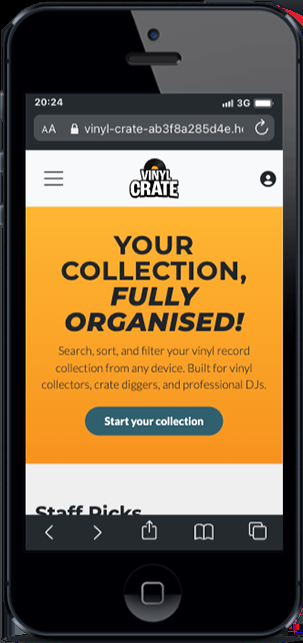 20:24
3G
AA
vinyl-crate-ab3f8a285d4e.h
VINYL
CRATE
YOUR
COLLECTION,
FULLY
ORGANISED!
Search, sort, and filter your vinyl record
collection from any device. Built for vinyl
collectors, crate diggers, and professional DJs.
Start your collection
Staff Picks